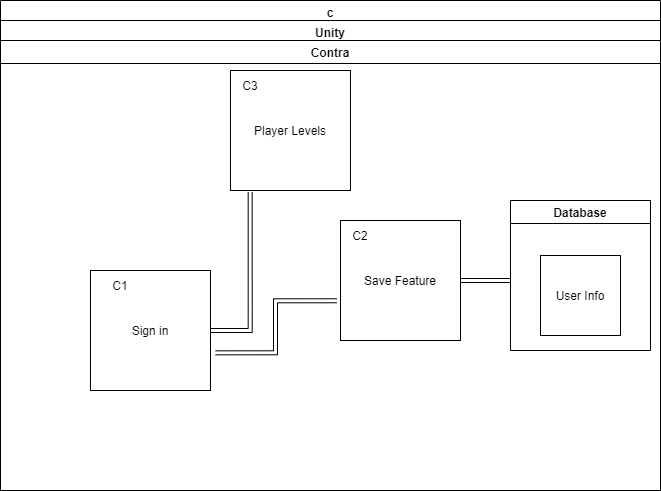 c
Unity
Contra
C3
Player Levels
C2
Save Feature
Database
User Info
C1
Sign in